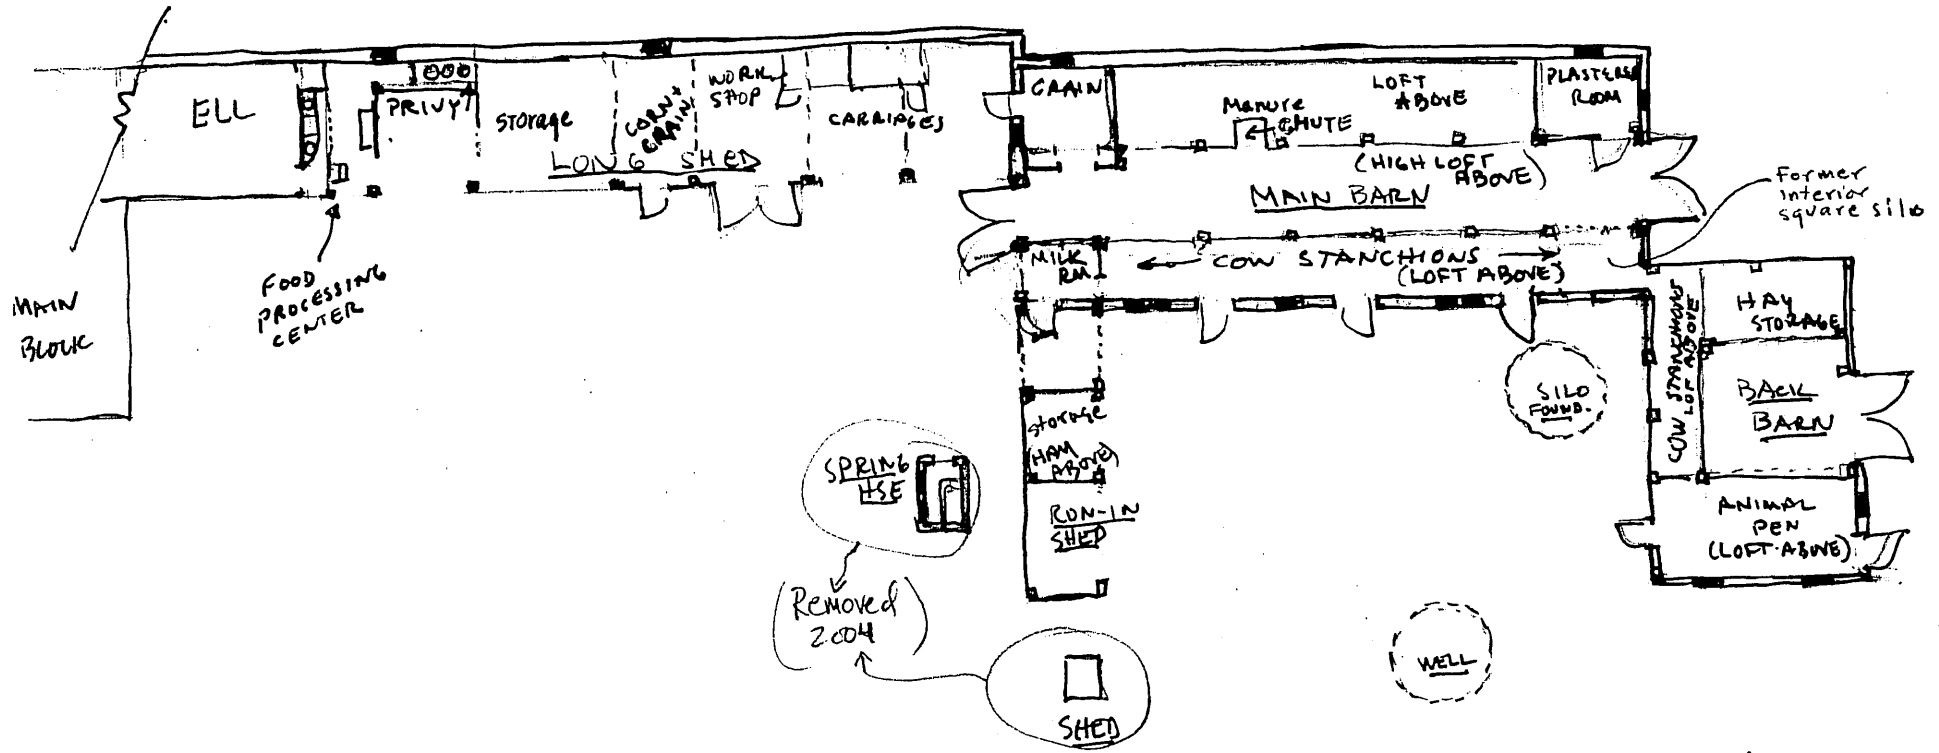 ELL
PRIVY
Storage
CORN +
GRAIN
WORK
SHOP
CARRIAGES
LONG SHED
GRAIN
Manure
CHUTE
LOFT
ABOVE
PLASTERED
ROOM
(HIGH LOFT
ABOVE)
MAIN BARN
Former
interior
square silo
MILK
RM
COW STANCHIONS
(LOFT ABOVE)
FOOD
PROCESSING
CENTER
MAIN
BLOCK
COW STANCHIONS
LOFT ABOVE
HAY
STORAGE
BACK
BARN
SILO
FOUND.
Storage
(HAM
ABOVE)
SPRING
HSE
RUN-IN
SHED
ANIMAL
PEN
(LOFT ABOVE)
(Removed
2004)
WELL
SHED